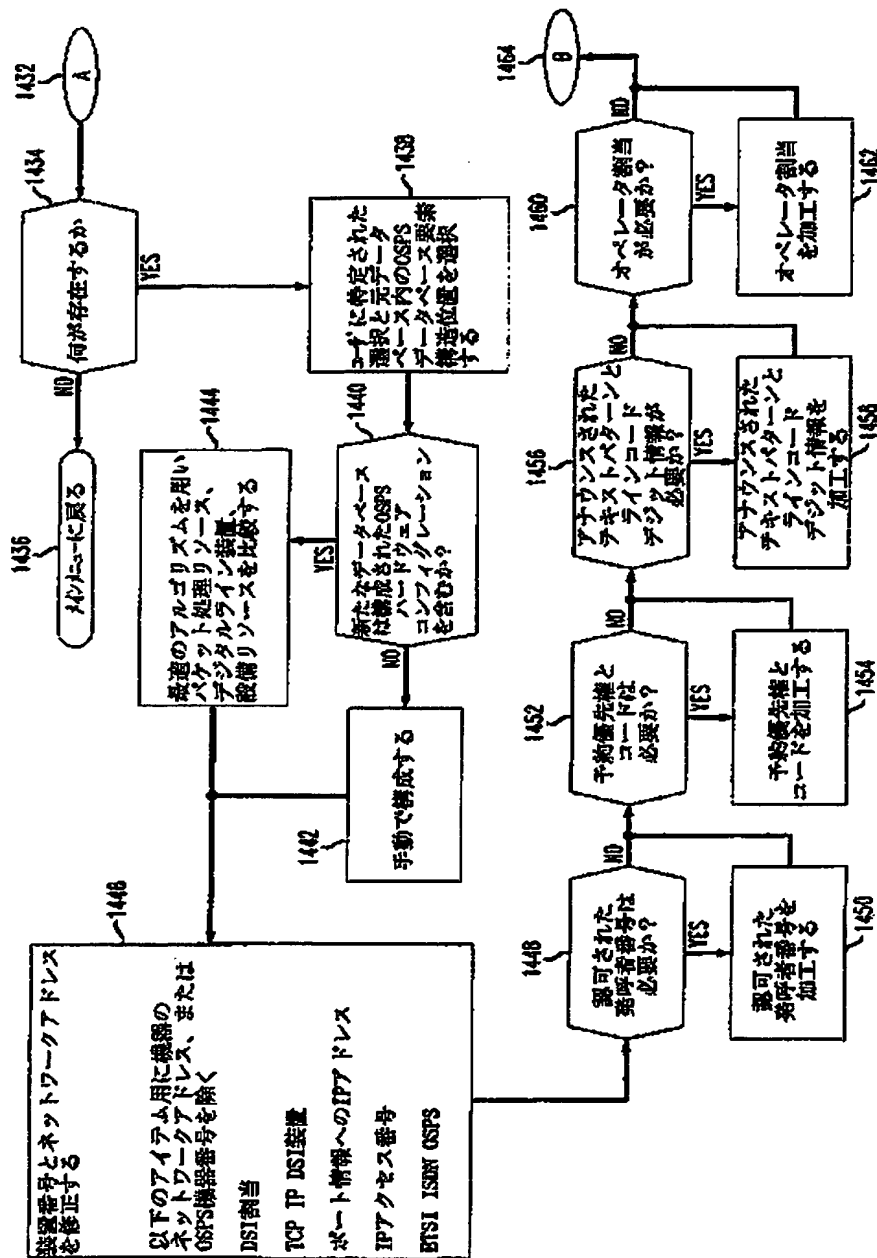 1432
A
1434
何が存在するか
NO
YES
1436
メインメニューに戻る
1438
ユーザに特定された
選択と元データ
ベース内のOSPS
データベース要素
構造位置を選択
する
1440
新たなデータベース
は構成されたOSPS
ハードウェア
コンフィグレーション
を含むか?
YES
NO
1444
最適のアルゴリズムを用い
パケット処理リソース、
デジタルライン装置、
設備リソースを比較する
1442
手動で構成する
1446
装置番号とネットワークアドレス
を修正する
以下のアイテム用に機器の
ネットワークアドレス、または
OSPS機器番号を除く
DSI割当
TCP IP DSI装置
ポート情報へのIPアドレス
IPアクセス番号
ETSI ISDN OSPS
1448
認可された
発呼者番号は
必要か?
NO
YES
1450
認可された
発呼者番号を
加工する
1452
予約優先権と
コードは
必要か?
NO
YES
1454
予約優先権と
コードを加工する
1456
アナウンスされた
テキストパターンと
ラインコード
デジット情報が
必要か?
NO
YES
1458
アナウンスされた
テキストパターンと
ラインコード
デジット情報を
加工する
1460
オペレータ割当
が必要か?
NO
YES
1462
オペレータ割当
を加工する
1464
B